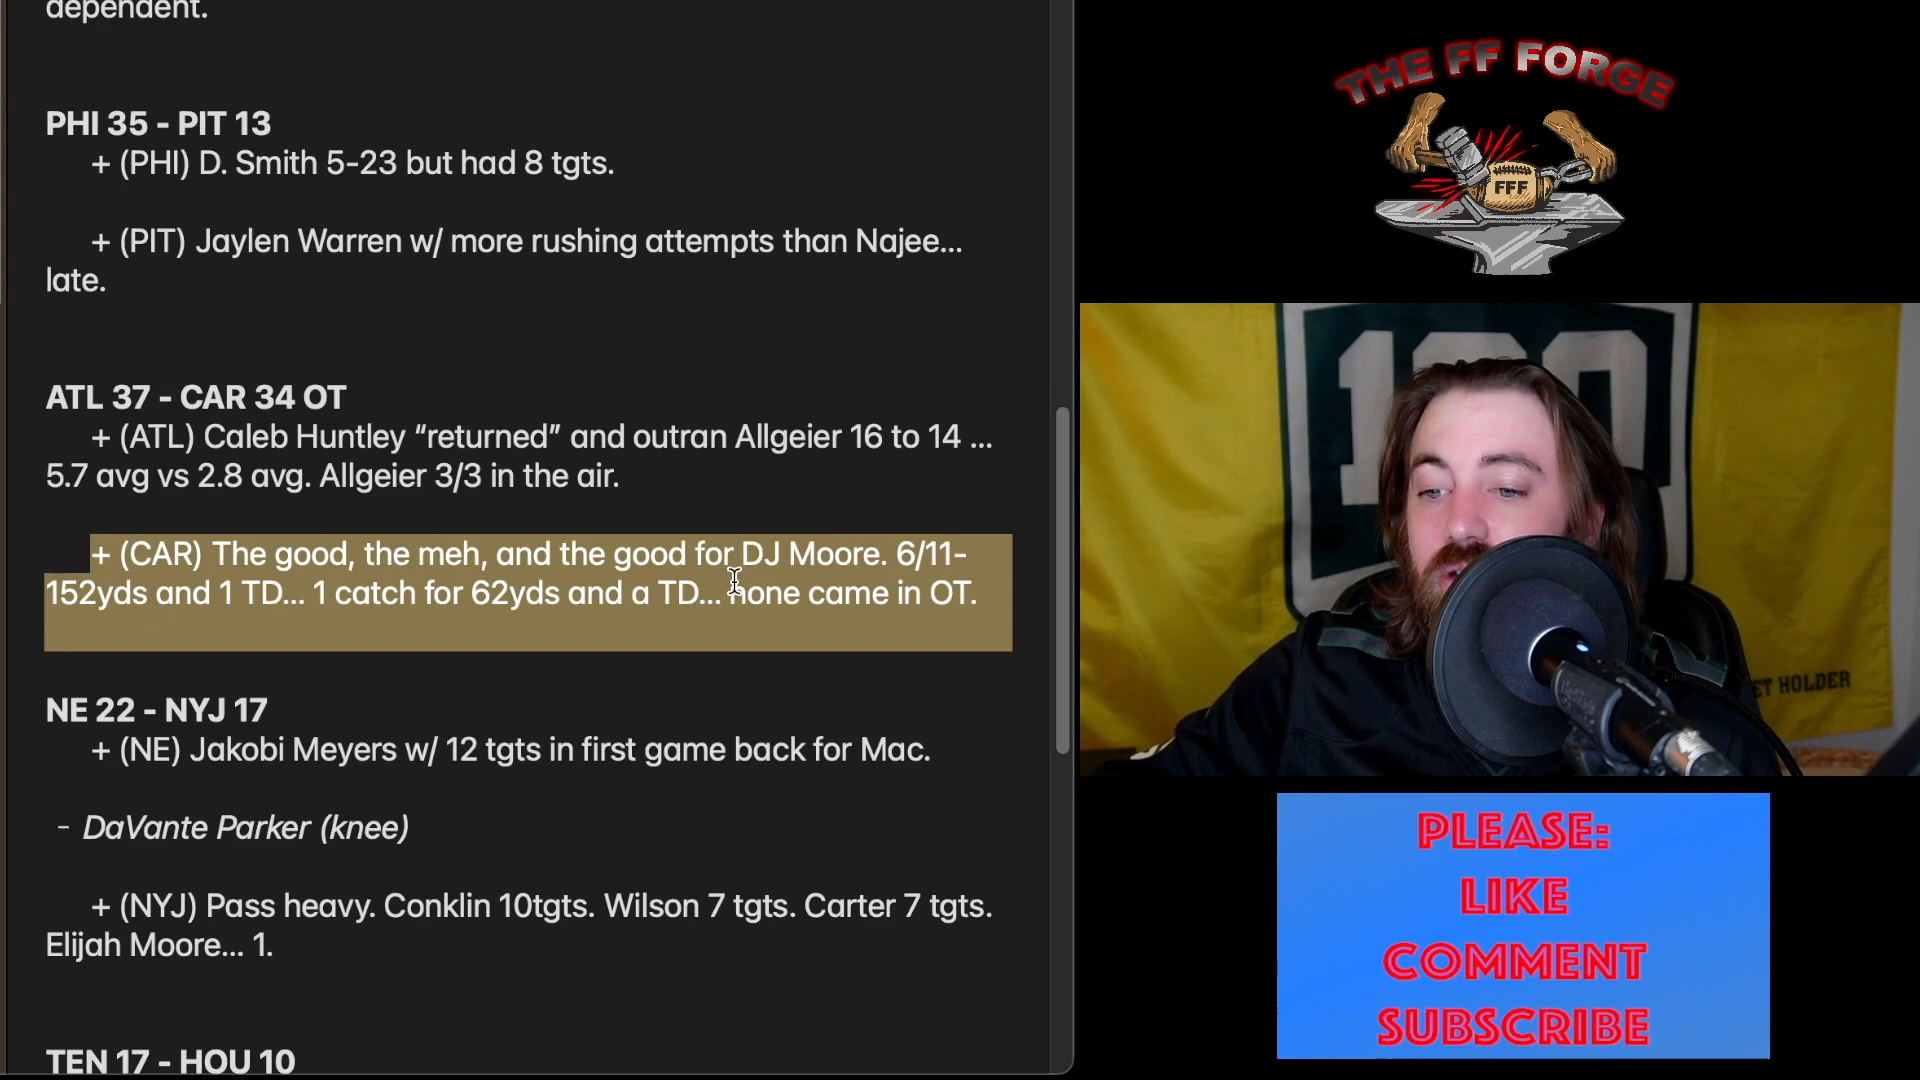 dependent.
PHI 35 - PIT 13
+ (PHI) D. Smith 5-23 but had 8 tgts.
+ (PIT) Jaylen Warren w/ more rushing attempts than Najee...
late.
ATL 37 - CAR 34 OT
+ (ATL) Caleb Huntley “returned” and outran Allgeier 16 to 14 ...
5.7 avg vs 2.8 avg. Allgeier 3/3 in the air.
+ (CAR) The good, the meh, and the good for DJ Moore. 6/11-
152yds and 1 TD... 1 catch for 62yds and a TD... none came in OT.
NE 22 - NYJ 17
+ (NE) Jakobi Meyers w/ 12 tgts in first game back for Mac.
- DaVante Parker (knee)
+ (NYJ) Pass heavy. Conklin 10tgts. Wilson 7 tgts. Carter 7 tgts.
Elijah Moore... 1.
TEN 17 - HOU 10
THE FF FORGE
FFF
100
ET HOLDER
PLEASE:
LIKE
COMMENT
SUBSCRIBE